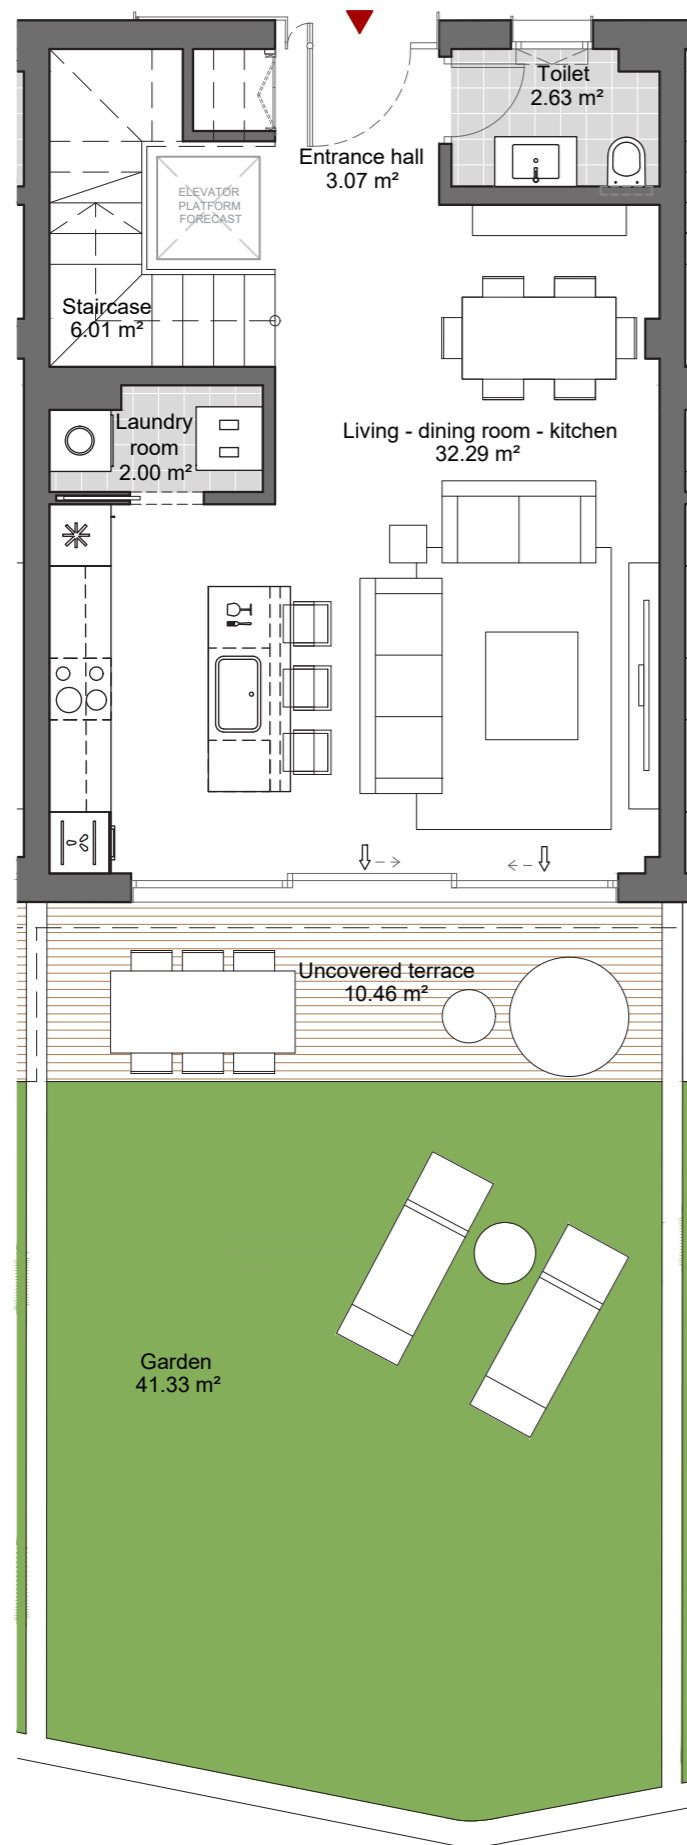 Toilet
2.63 m²
Entrance hall
3.07 m²
ELEVATOR
PLATFORM
FORECAST
Staircase
6.01 m²
Laundry
room
2.00 m²
Living - dining room - kitchen
32.29 m²
Uncovered terrace
10.46 m²
Garden
41.33 m²